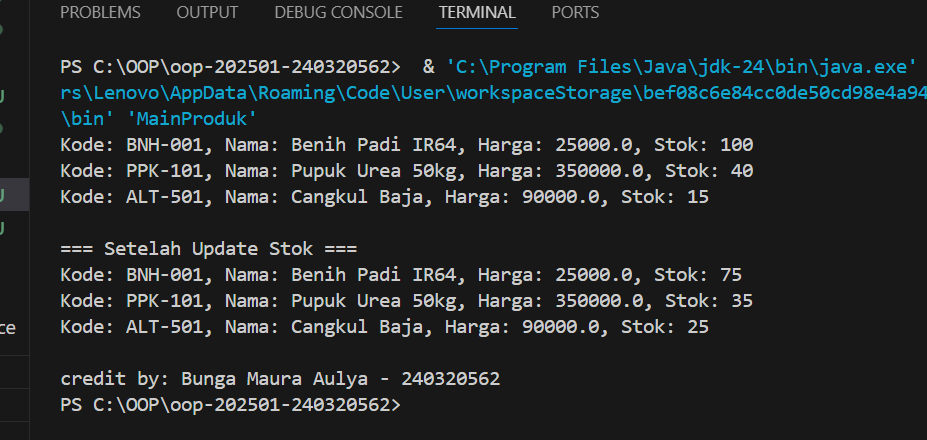 PROBLEMS OUTPUT DEBUG CONSOLE TERMINAL PORTS
PS C:\OOP\oop-202501-240320562>  & 'C:\Program Files\Java\jdk-24\bin\java.exe'
rs\Lenovo\AppData\Roaming\Code\User\workspaceStorage\bef08c6e84cc0de50cd98e4a94
\bin' 'MainProduk'
Kode: BNH-001, Nama: Benih Padi IR64, Harga: 25000.0, Stok: 100
Kode: PPK-101, Nama: Pupuk Urea 50kg, Harga: 350000.0, Stok: 40
Kode: ALT-501, Nama: Cangkul Baja, Harga: 90000.0, Stok: 15
=== Setelah Update Stok ===
Kode: BNH-001, Nama: Benih Padi IR64, Harga: 25000.0, Stok: 75
Kode: PPK-101, Nama: Pupuk Urea 50kg, Harga: 350000.0, Stok: 35
Kode: ALT-501, Nama: Cangkul Baja, Harga: 90000.0, Stok: 25
credit by: Bunga Maura Aulya - 240320562
PS C:\OOP\oop-202501-240320562>